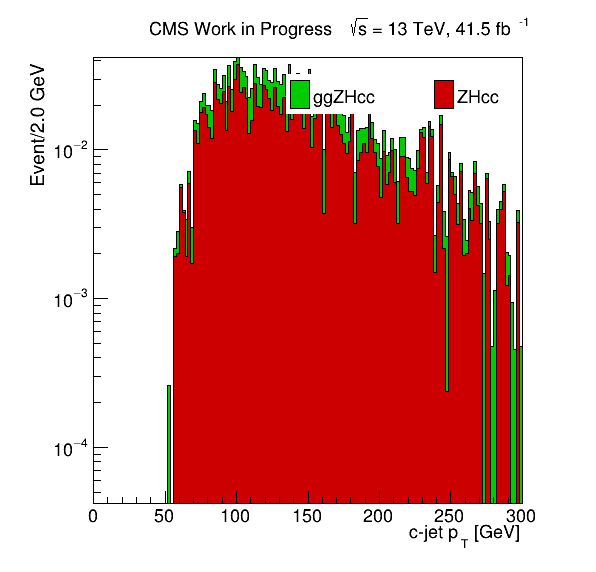 CMS Work in Progress √s = 13 TeV, 41.5 fb⁻¹
Event/2.0 GeV
ggZHcc ZHcc
10⁻²
10⁻³
10⁻⁴
0 50 100 150 200 250 300
c-jet p_T [GeV]